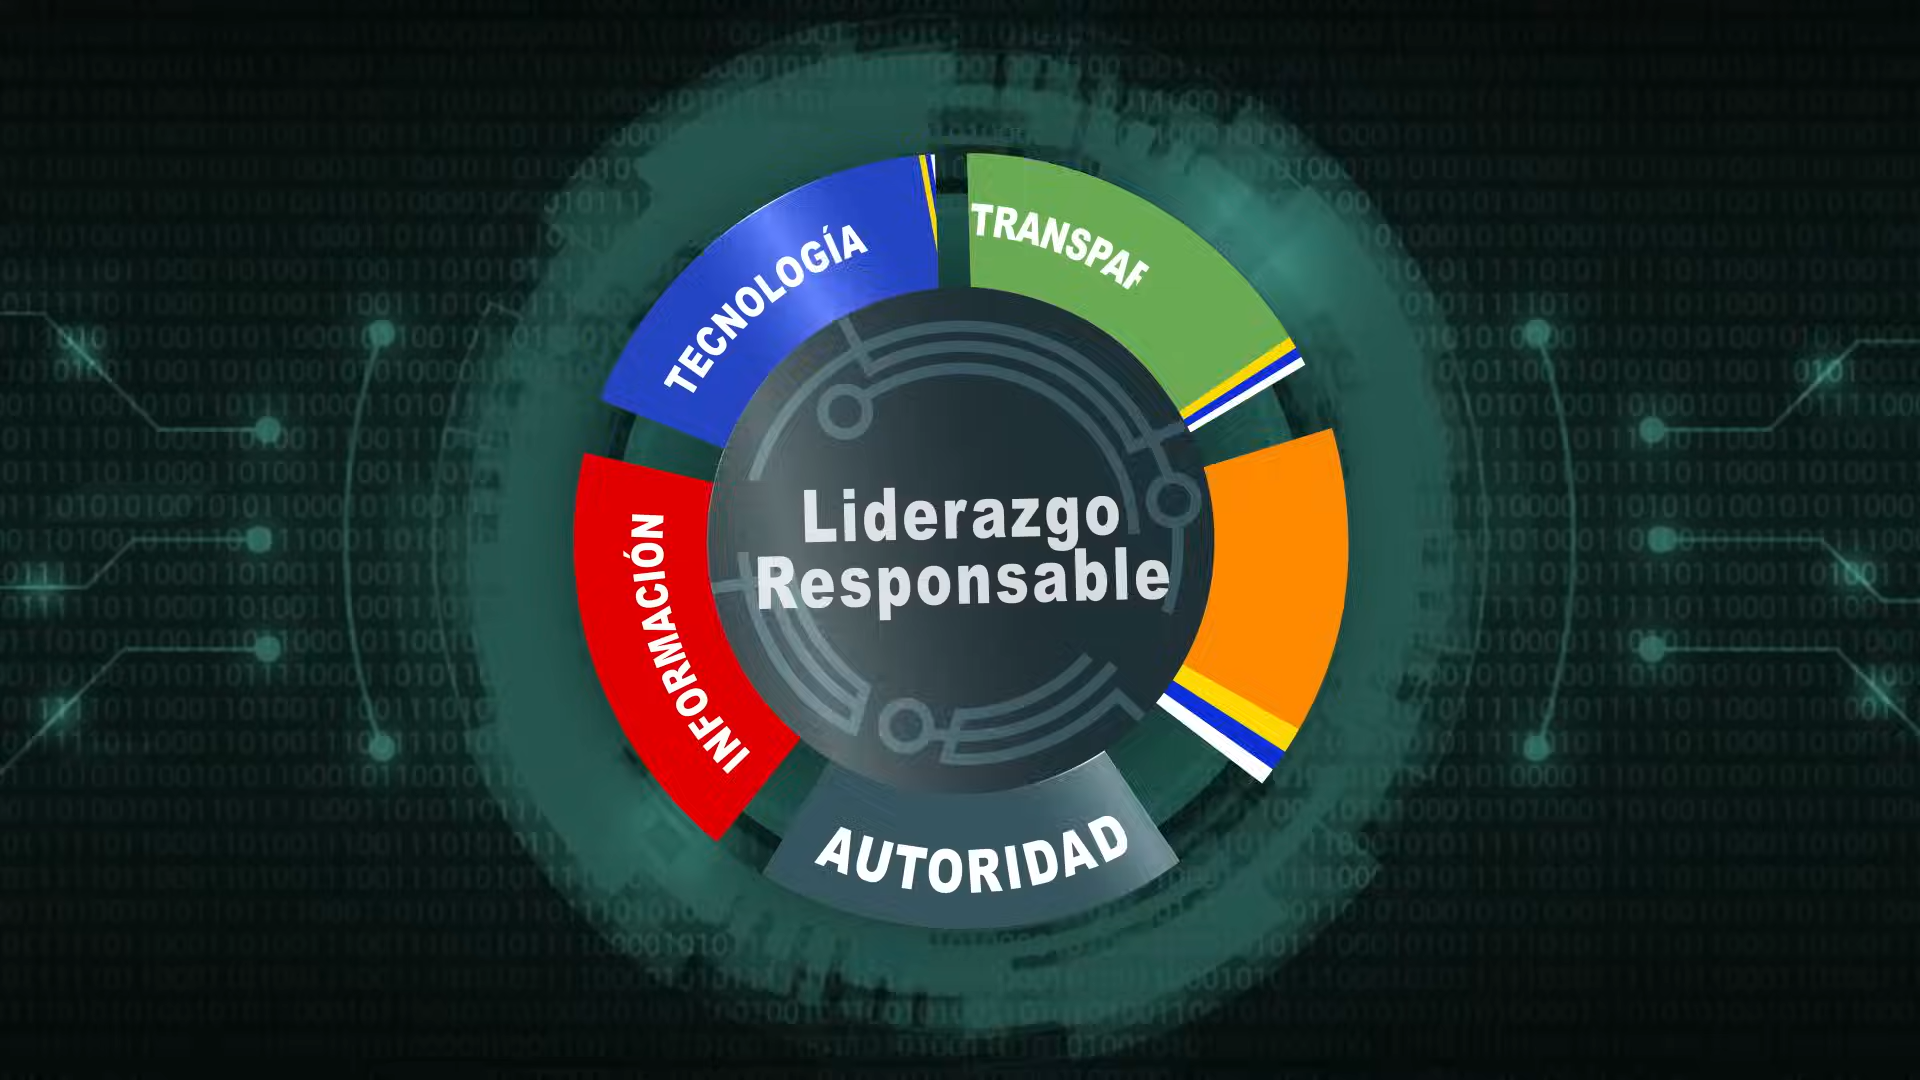 TECNOLOGÍA
TRANSPAR
Liderazgo
Responsable
INFORMACIÓN
AUTORIDAD